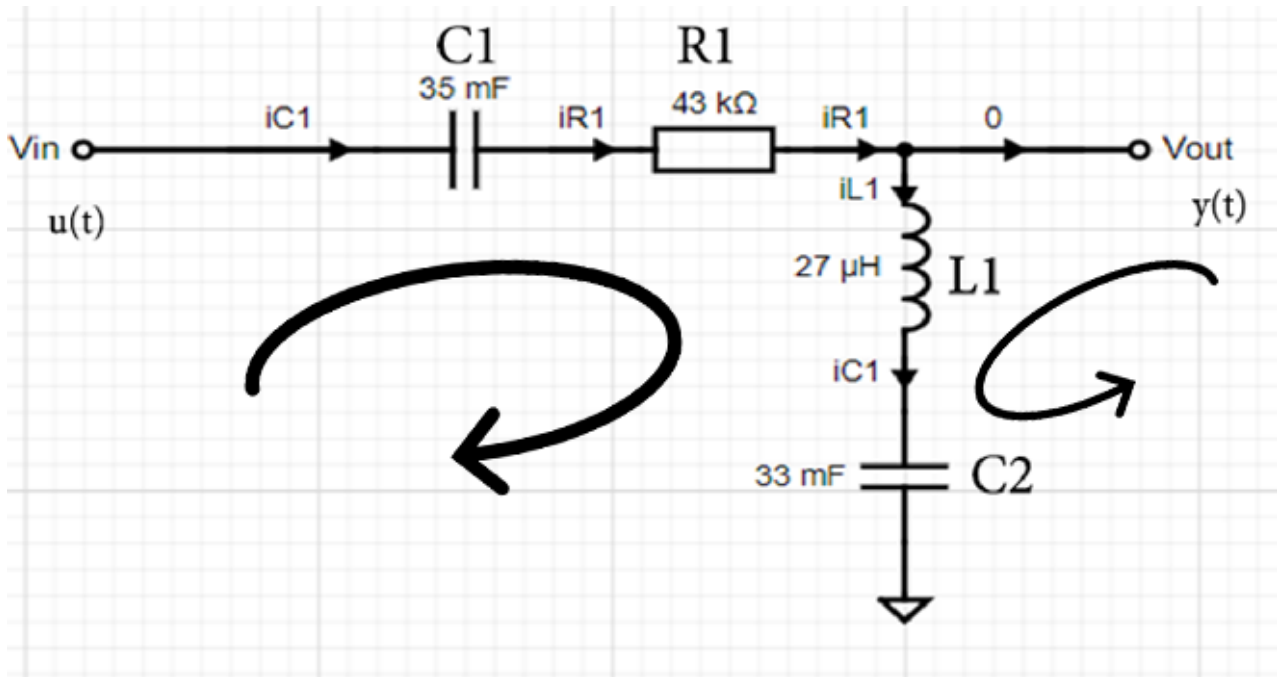 C1
R1
35 mF
43 kΩ
iC1
iR1
iR1
0
Vin
Vout
u(t)
iL1
y(t)
27 µH
L1
iC1
33 mF
C2